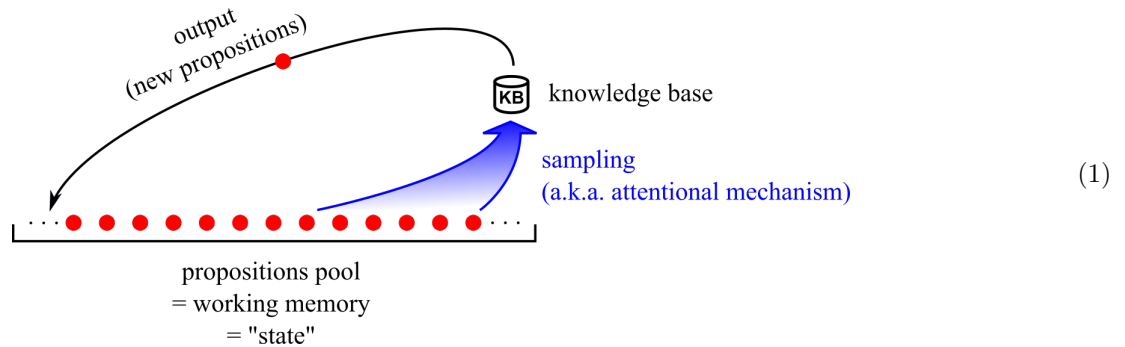 output
(new propositions)
KB
knowledge base
sampling
(a.k.a. attentional mechanism)
(1)
· · ·
· · ·
propositions pool
= working memory
= "state"